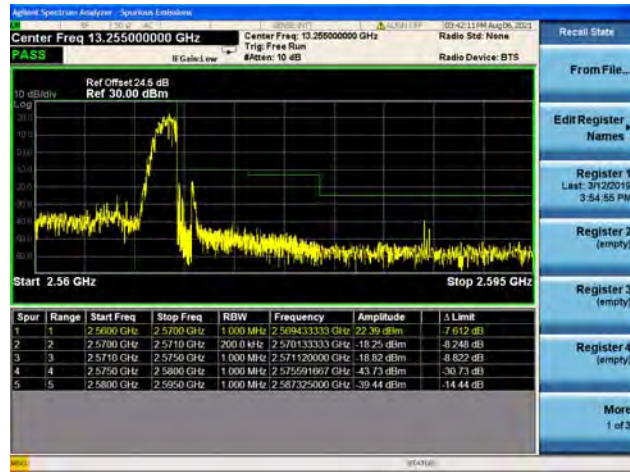 Agilent Spectrum Analyzer - Spurious Emissions
03:42:11 PM Aug 06, 2021
Center Freq 13.255000000 GHz
Center Freq: 13.255000000 GHz
Radio Std: None
Trig: Free Run
PASS
IFGain:Low
#Atten: 10 dB
Radio Device: BTS
Ref Offset 24.5 dB
10 dB/div
Ref 30.00 dBm
Log
Start 2.56 GHz
Stop 2.595 GHz
Spur Range Start Freq Stop Freq RBW Frequency Amplitude Δ Limit
1 1 2.5600 GHz 2.5700 GHz 1.000 MHz 2.569433333 GHz 22.39 dBm -7.612 dB
2 2 2.5700 GHz 2.5710 GHz 200.0 kHz 2.570133333 GHz -18.25 dBm -8.248 dB
3 3 2.5710 GHz 2.5750 GHz 1.000 MHz 2.571120000 GHz -18.82 dBm -8.822 dB
4 4 2.5750 GHz 2.5800 GHz 1.000 MHz 2.575591667 GHz -43.73 dBm -30.73 dB
5 5 2.5800 GHz 2.5950 GHz 1.000 MHz 2.587325000 GHz -39.44 dBm -14.44 dB
Recall State
From File...
Edit Register
Names
Register 1
Last: 3/12/2019
3:54:55 PM
Register 2
(empty)
Register 3
(empty)
Register 4
(empty)
More
1 of 3
MSG
STATUS